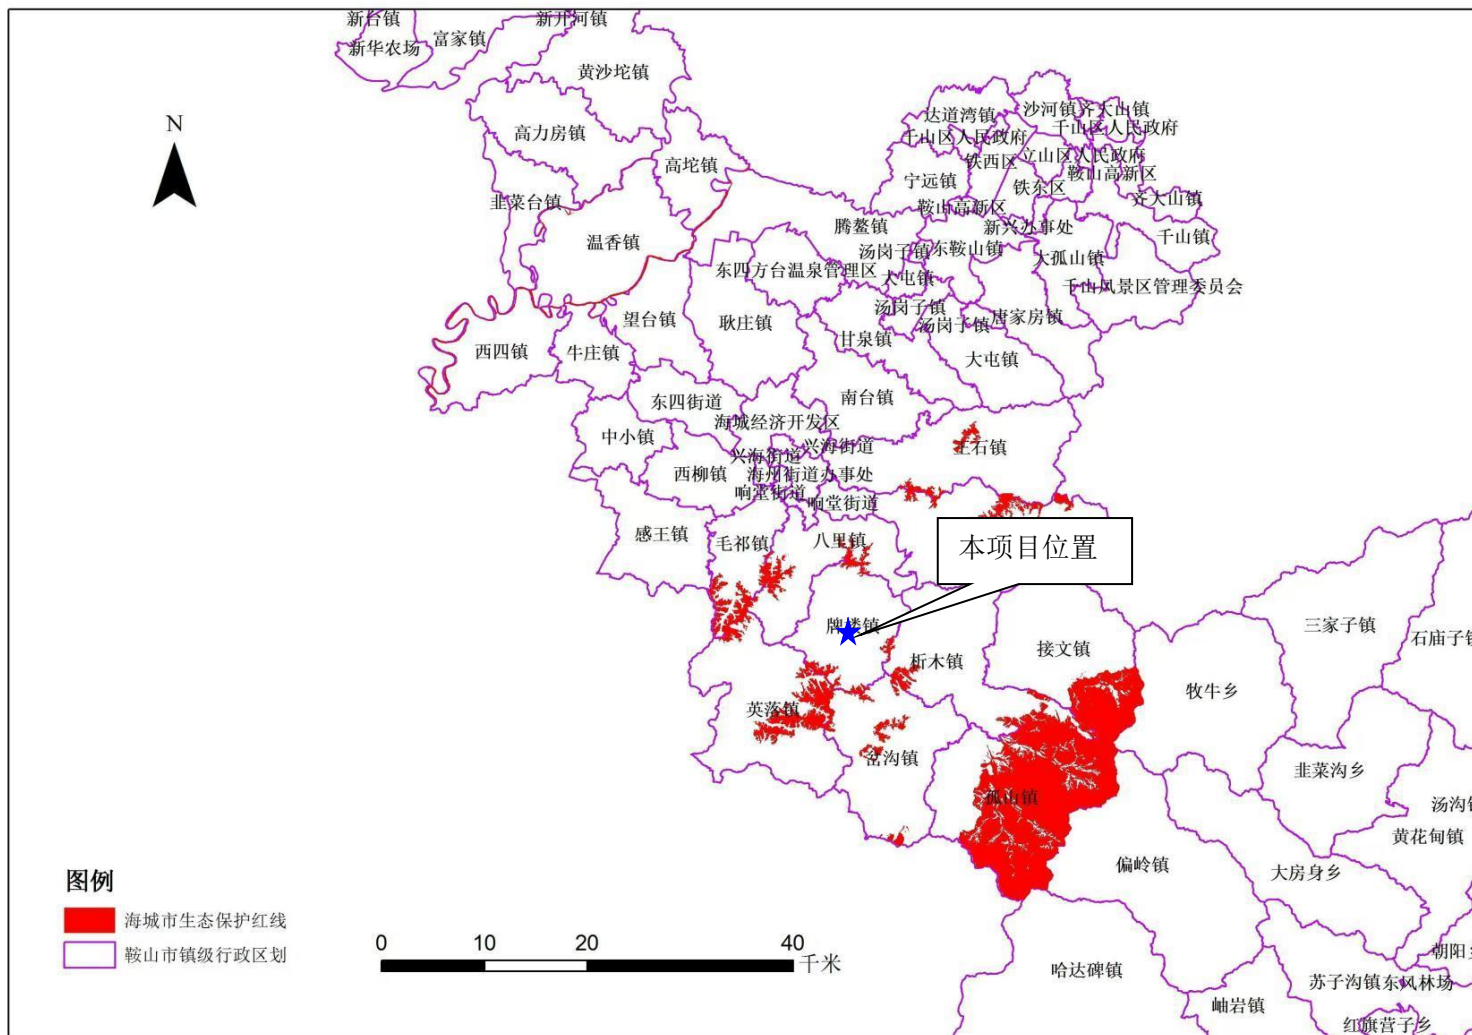 新台镇
新开河镇
新华农场
富家镇
黄沙坨镇
高力房镇
达道湾镇
沙河镇
齐大山镇
千山区人民政府
千山区人民政府
N
高坨镇
铁西区
立山区人民政府
宁远镇
铁东区
鞍山高新区
韭菜台镇
鞍山高新区
齐大山镇
温香镇
腾鳌镇
新兴办事处
千山镇
汤岗子镇
东鞍山镇
大孤山镇
东四方台温泉管理区
大屯镇
千山风景区管理委员会
望台镇
耿庄镇
汤岗子镇
汤岗子镇
唐家房镇
西四镇
牛庄镇
甘泉镇
大屯镇
东四街道
南台镇
海城经济开发区
中小镇
兴海街道
王石镇
兴海街道
西柳镇
海州街道办事处
响堂街道
响堂街道
感王镇
毛祁镇
八里镇
本项目位置
牌楼镇
三家子镇
石庙子镇
接文镇
析木镇
牧牛乡
英落镇
岔沟镇
韭菜沟乡
孤山镇
汤沟镇
黄花甸镇
偏岭镇
大房身乡
图例
海城市生态保护红线
鞍山市镇级行政区划
0 10 20 40
千米
朝阳乡
哈达碑镇
苏子沟镇
东风林场
岫岩镇
红旗营子乡